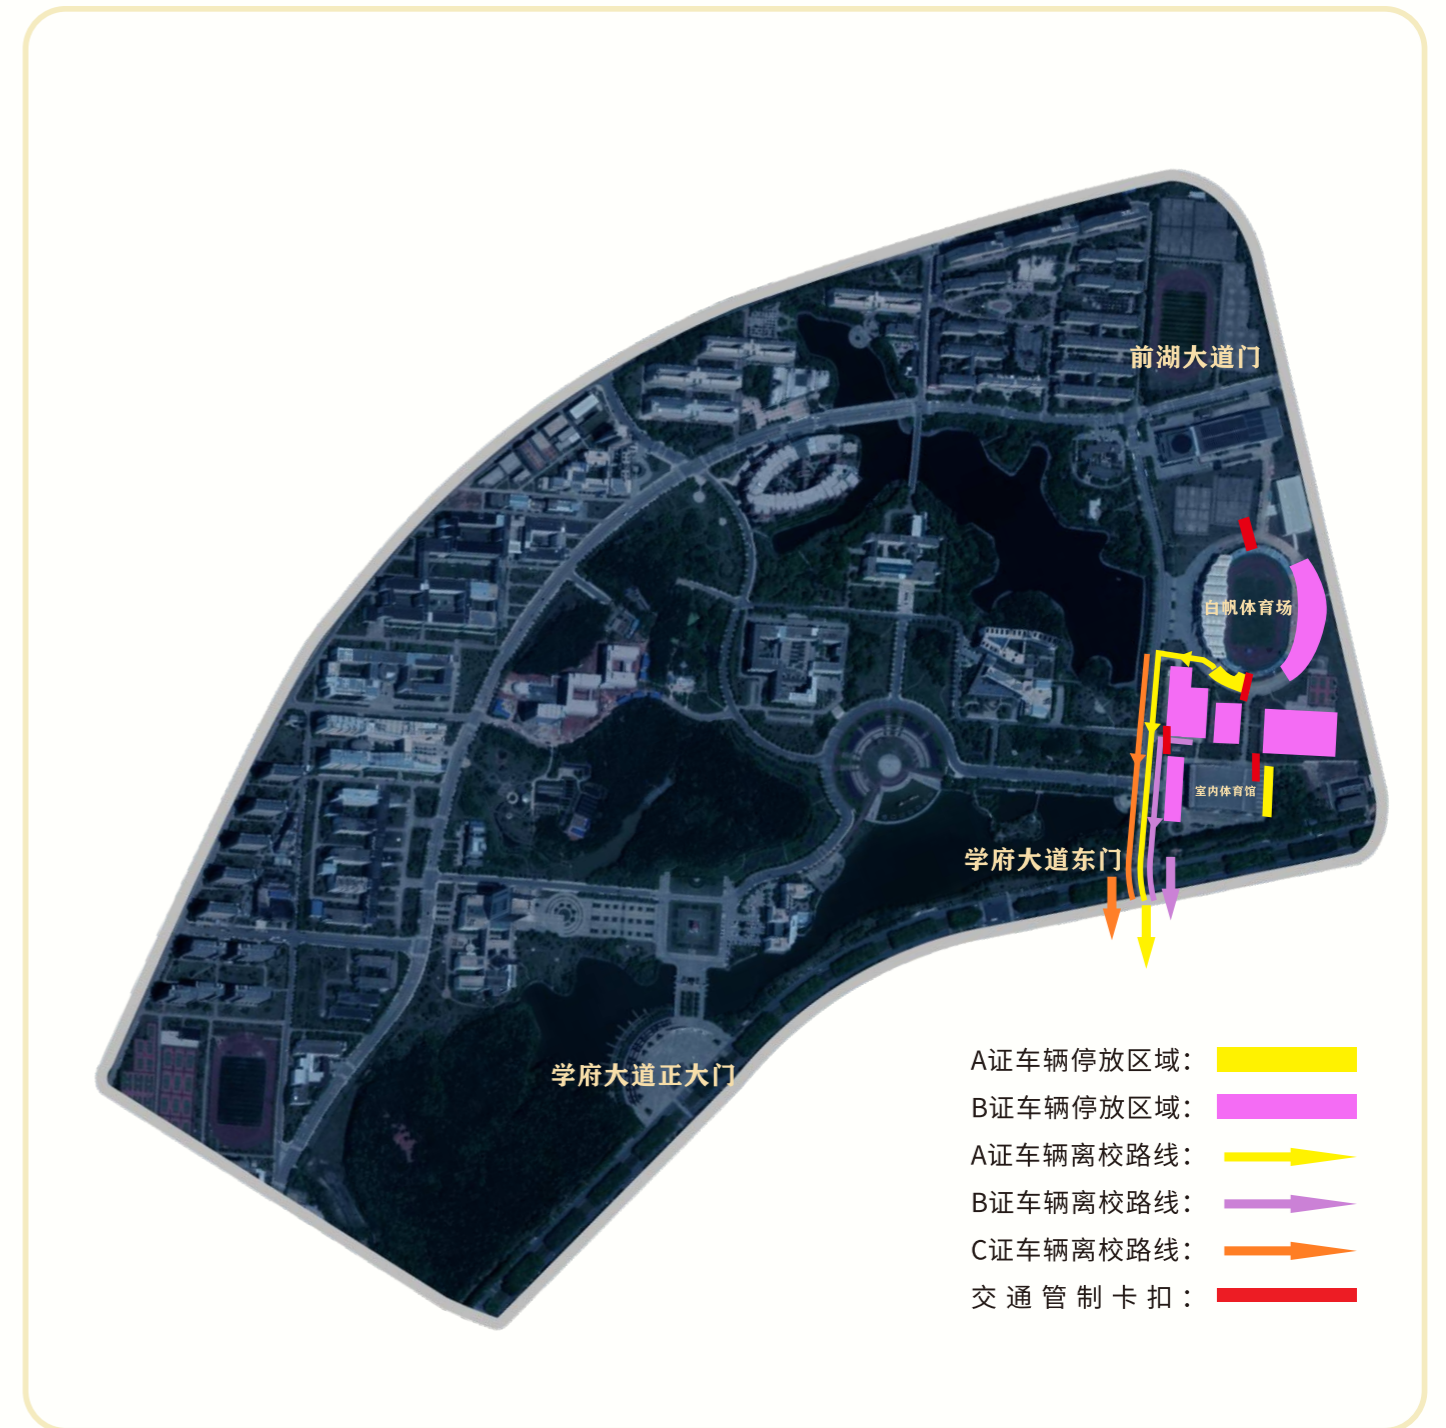 前湖大道门
白帆体育场
室内体育馆
学府大道东门
学府大道正大门
A证车辆停放区域：
B证车辆停放区域：
A证车辆离校路线：
B证车辆离校路线：
C证车辆离校路线：
交通管制卡扣：